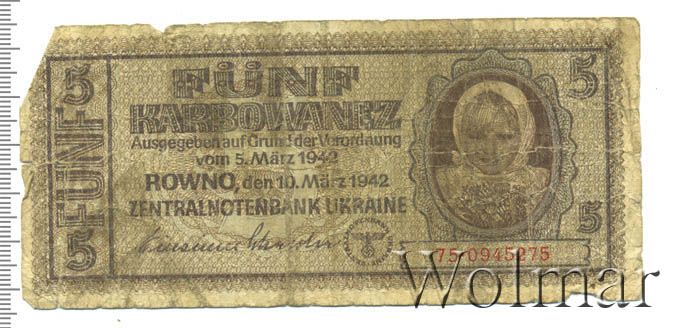 5
FÜNF
5
FÜNF
KARBOWANEZ
Ausgegeben auf Grund der Verordnung
vom 5. März 1942
ROWNO, den 10. März 1942
ZENTRALNOTENBANK UKRAINE
5
5
75·0945275
Wolmar